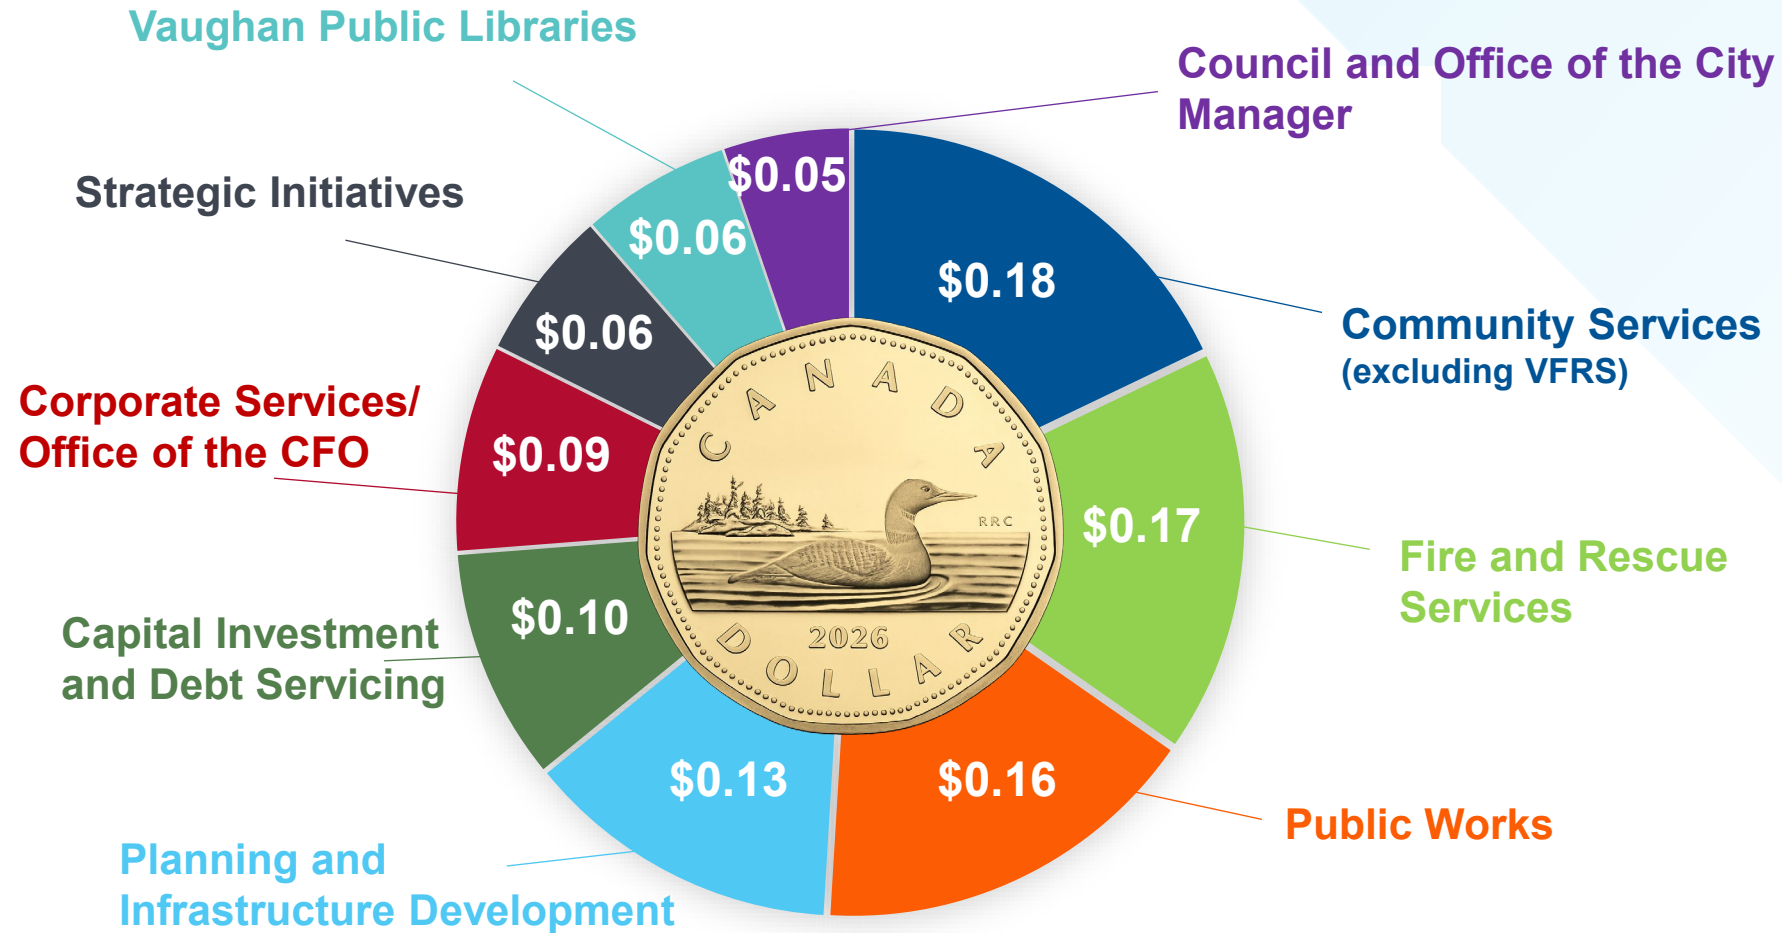 Vaughan Public Libraries
Council and Office of the City
Manager
Strategic Initiatives
$0.05
$0.06
$0.18
$0.06
Community Services
(excluding VFRS)
Corporate Services/
Office of the CFO
$0.09
CANADA
RRC
$0.17
Fire and Rescue
Services
$0.10
Capital Investment
and Debt Servicing
2026
DOLLAR
$0.13
$0.16
Public Works
Planning and
Infrastructure Development